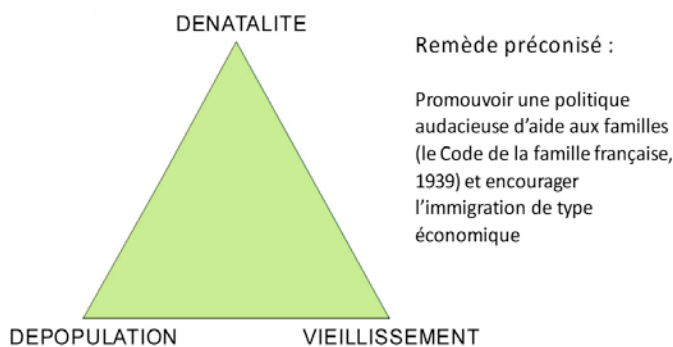 DENATALITE
Remède préconisé :
Promouvoir une politique
audacieuse d’aide aux familles
(le Code de la famille française,
1939) et encourager
l’immigration de type
économique
DEPOPULATION
VIEILLISSEMENT